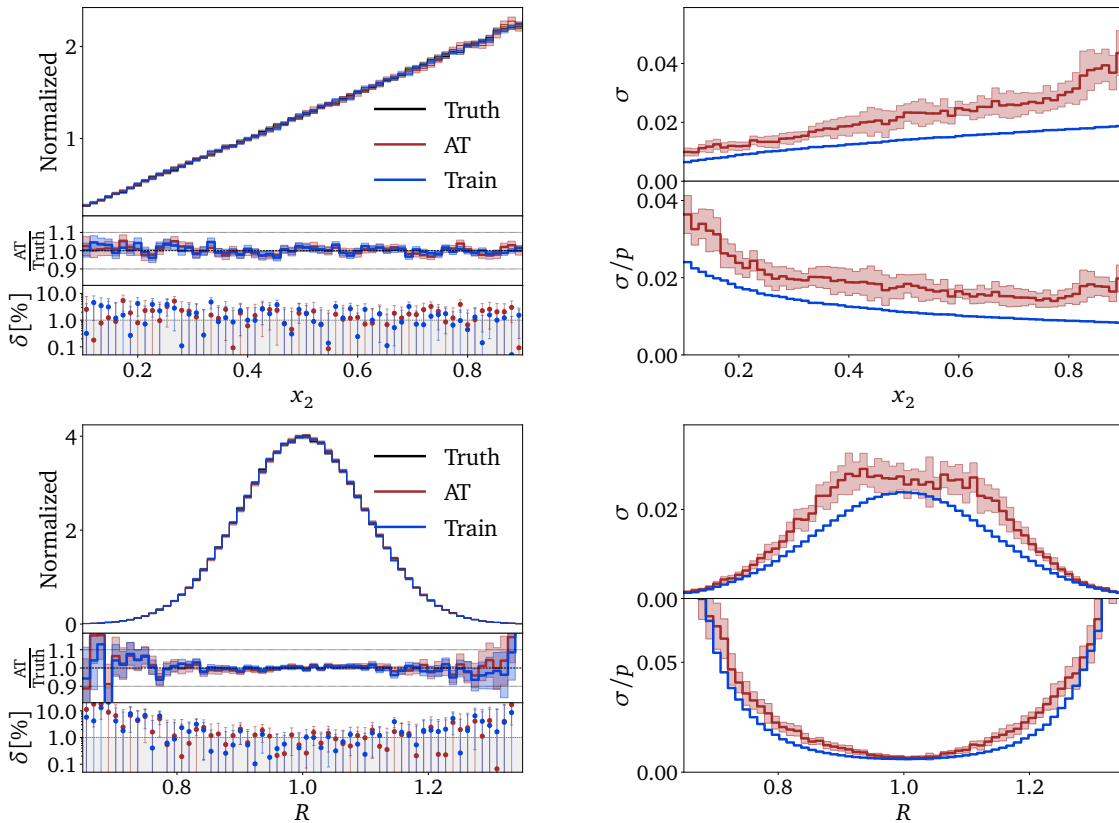 Normalized
2
1
Truth
AT
Train
AT
Truth
1.1
1.0
0.9
δ[%]
10.0
1.0
0.1
0.2
0.4
0.6
0.8
x₂
σ
0.04
0.02
0.00
σ/p
0.04
0.02
0.00
0.2
0.4
0.6
0.8
x₂
Normalized
4
2
0
Truth
AT
Train
AT
Truth
1.1
1.0
0.9
δ[%]
10.0
1.0
0.1
0.8
1.0
1.2
R
σ
0.02
0.00
σ/p
0.05
0.00
0.8
1.0
1.2
R